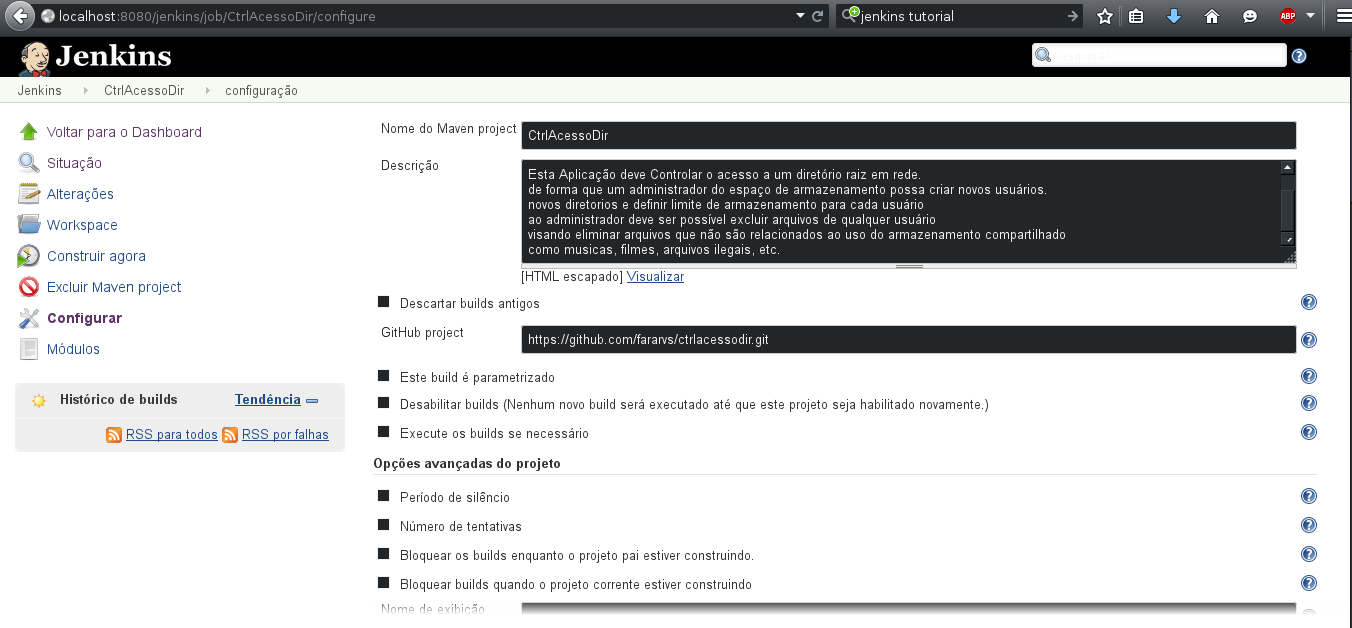 localhost:8080/jenkins/job/CtrlAcessoDir/configure
jenkins tutorial
ABP
Jenkins
Jenkins
CtrlAcessoDir
configuração
Voltar para o Dashboard
Situação
Alterações
Workspace
Construir agora
Excluir Maven project
Configurar
Módulos
Histórico de builds
Tendéncia
RSS para todos
RSS por falhas
Nome do Maven project
CtrlAcessoDir
Descrição
Esta Aplicação deve Controlar o acesso a um diretório raiz em rede.
de forma que um administrador do espaço de armazenamento possa criar novos usuários.
novos diretorios e definir limite de armazenamento para cada usuário
ao administrador deve ser possível excluir arquivos de qualquer usuário
visando eliminar arquivos que não são relacionados ao uso do armazenamento compartilhado
como musicas, filmes, arquivos ilegais, etc.
[HTML escapado] Visualizar
Descartar builds antigos
GitHub project
https://github.com/fararvs/ctrlacessodir.git
Este build é parametrizado
Desabilitar builds (Nenhum novo build será executado até que este projeto seja habilitado novamente.)
Execute os builds se necessário
Opções avançadas do projeto
Período de silêncio
Número de tentativas
Bloquear os builds enquanto o projeto pai estiver construindo.
Bloquear builds quando o projeto corrente estiver construindo
Nome de exibição